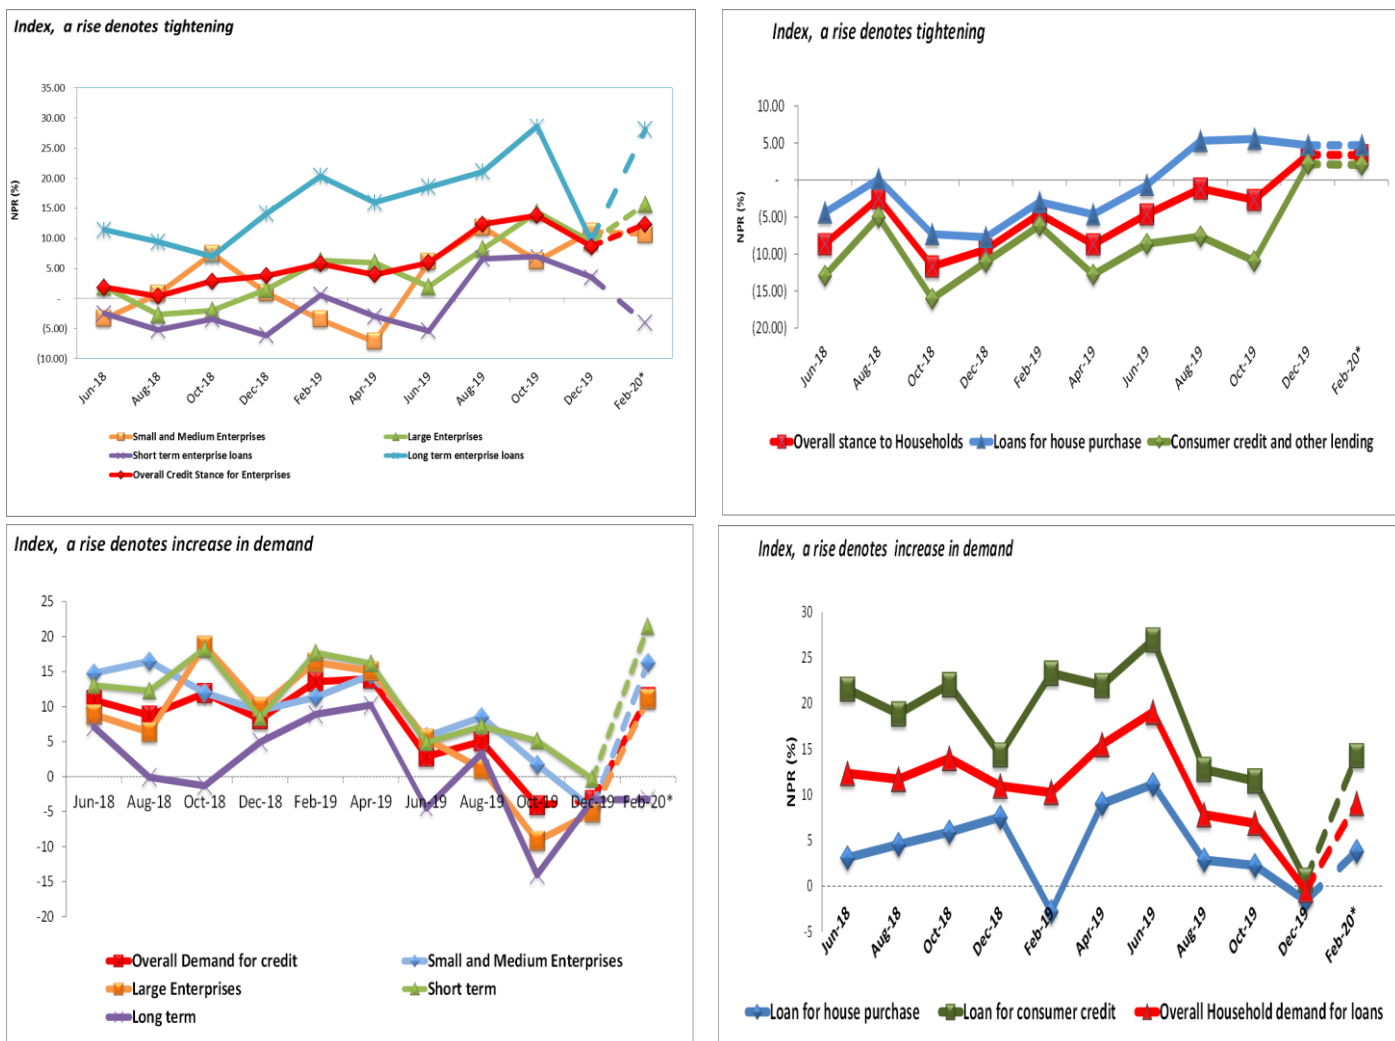 Index, a rise denotes tightening
NPR (%)
35.00
30.00
25.00
20.00
15.00
10.00
5.00
-
(5.00)
(10.00)
Jun-18
Aug-18
Oct-18
Dec-18
Feb-19
Apr-19
Jun-19
Aug-19
Oct-19
Dec-19
Feb-20*
Small and Medium Enterprises
Large Enterprises
Short term enterprise loans
Long term enterprise loans
Overall Credit Stance for Enterprises
Index, a rise denotes tightening
NPR (%)
10.00
5.00
-
(5.00)
(10.00)
(15.00)
(20.00)
Jun-18
Aug-18
Oct-18
Dec-18
Feb-19
Apr-19
Jun-19
Aug-19
Oct-19
Dec-19
Feb-20*
Overall stance to Households
Loans for house purchase
Consumer credit and other lending
Index, a rise denotes increase in demand
25
20
15
10
5
0
-5
-10
-15
-20
Jun-18
Aug-18
Oct-18
Dec-18
Feb-19
Apr-19
Jun-19
Aug-19
Oct-19
Dec-19
Feb-20*
Overall Demand for credit
Small and Medium Enterprises
Large Enterprises
Short term
Long term
Index, a rise denotes increase in demand
NPR (%)
30
25
20
15
10
5
0
-5
Jun-18
Aug-18
Oct-18
Dec-18
Feb-19
Apr-19
Jun-19
Aug-19
Oct-19
Dec-19
Feb-20*
Loan for house purchase
Loan for consumer credit
Overall Household demand for loans